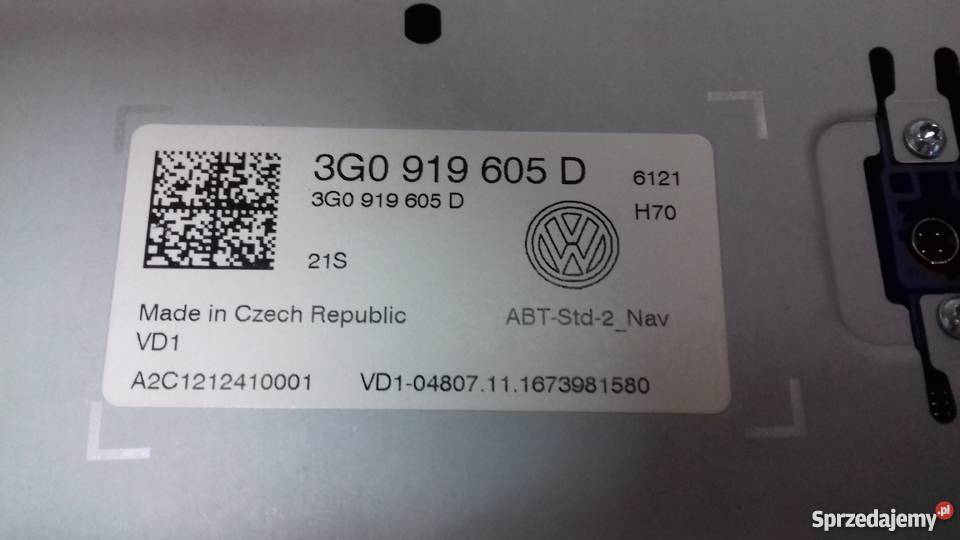 3G0 919 605 D
6121
3G0 919 605 D
H70
21S
Made in Czech Republic
ABT-Std-2_Nav
VD1
A2C1212410001
VD1-04807.11.1673981580
Sprzedajemy.pl